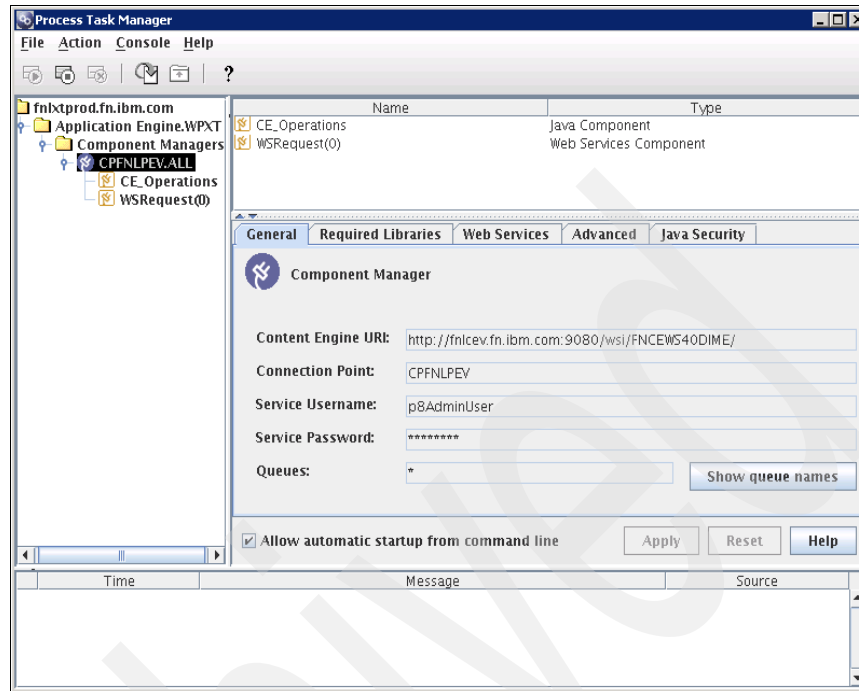 Process Task Manager
File Action Console Help
?
fnlxtprod.fn.ibm.com
Application Engine.WPXT
Component Managers
CPFNLPEV.ALL
CE_Operations
WSRequest(0)
Name Type
CE_Operations Java Component
WSRequest(0) Web Services Component
General Required Libraries Web Services Advanced Java Security
Component Manager
Content Engine URI: http://fnlcev.fn.ibm.com:9080/wsi/FNCEWS40DIME/
Connection Point: CPFNLPEV
Service Username: p8AdminUser
Service Password: ********
Queues: * Show queue names
Allow automatic startup from command line Apply Reset Help
Time Message Source